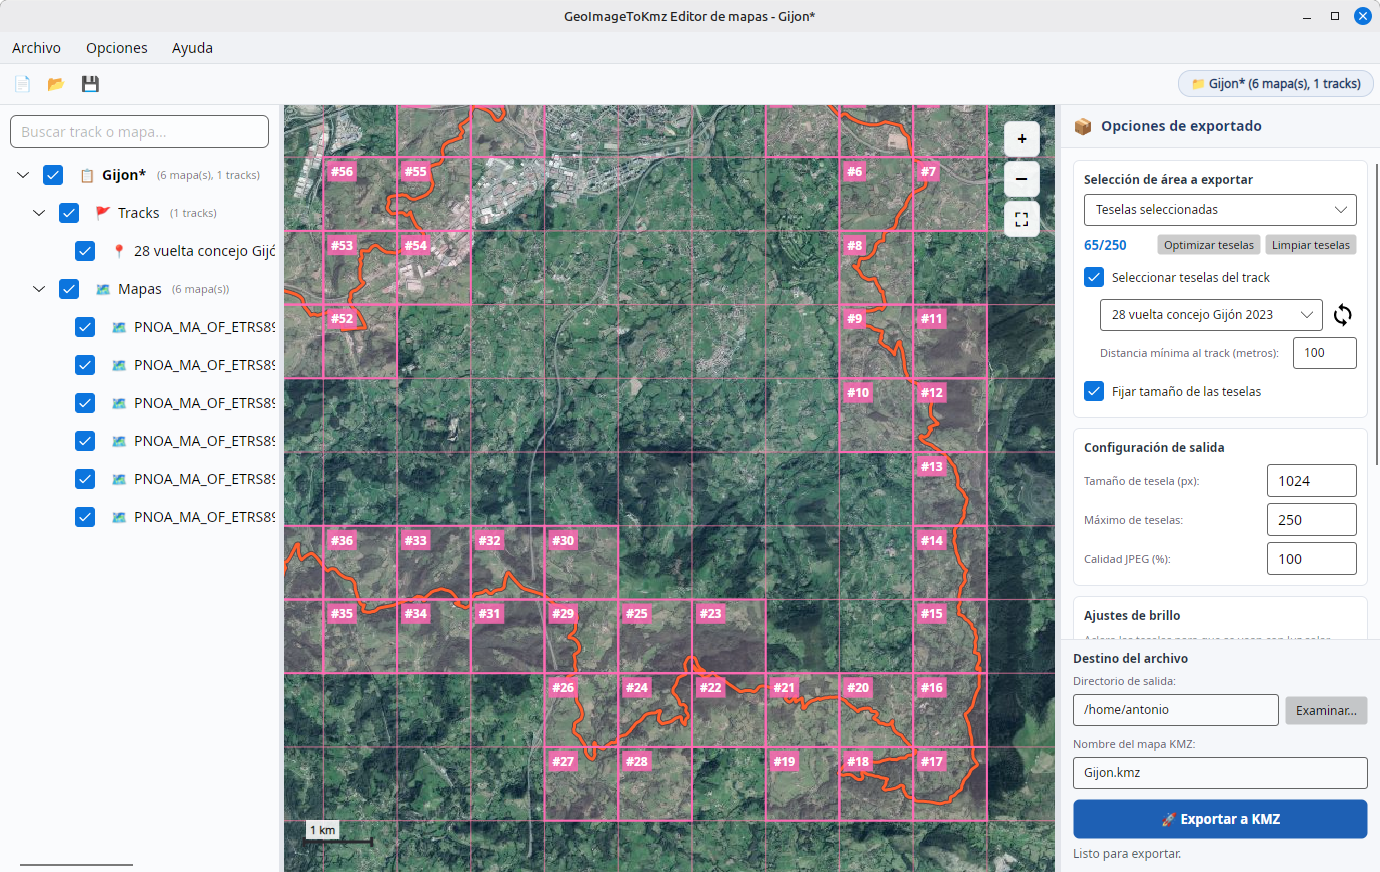 GeoImageToKmz Editor de mapas - Gijon*
Archivo Opciones Ayuda
Gijon* (6 mapa(s), 1 tracks)
Buscar track o mapa...
Gijon* (6 mapa(s), 1 tracks)
Tracks (1 tracks)
28 vuelta concejo Gijó
Mapas (6 mapa(s))
PNOA_MA_OF_ETRS89
PNOA_MA_OF_ETRS89
PNOA_MA_OF_ETRS89
PNOA_MA_OF_ETRS89
PNOA_MA_OF_ETRS89
PNOA_MA_OF_ETRS89
+
−
#56 #55 #6 #7
#53 #54 #8
#52 #9 #11
#10 #12
#13
#36 #33 #32 #30 #14
#35 #34 #31 #29 #25 #23 #15
#26 #24 #22 #21 #20 #16
#27 #28 #19 #18 #17
1 km
Opciones de exportado
Selección de área a exportar
Teselas seleccionadas
65/250 Optimizar teselas Limpiar teselas
Seleccionar teselas del track
28 vuelta concejo Gijón 2023
Distancia mínima al track (metros): 100
Fijar tamaño de las teselas
Configuración de salida
Tamaño de tesela (px): 1024
Máximo de teselas: 250
Calidad JPEG (%): 100
Ajustes de brillo
Destino del archivo
Directorio de salida:
/home/antonio Examinar...
Nombre del mapa KMZ:
Gijon.kmz
Exportar a KMZ
Listo para exportar.